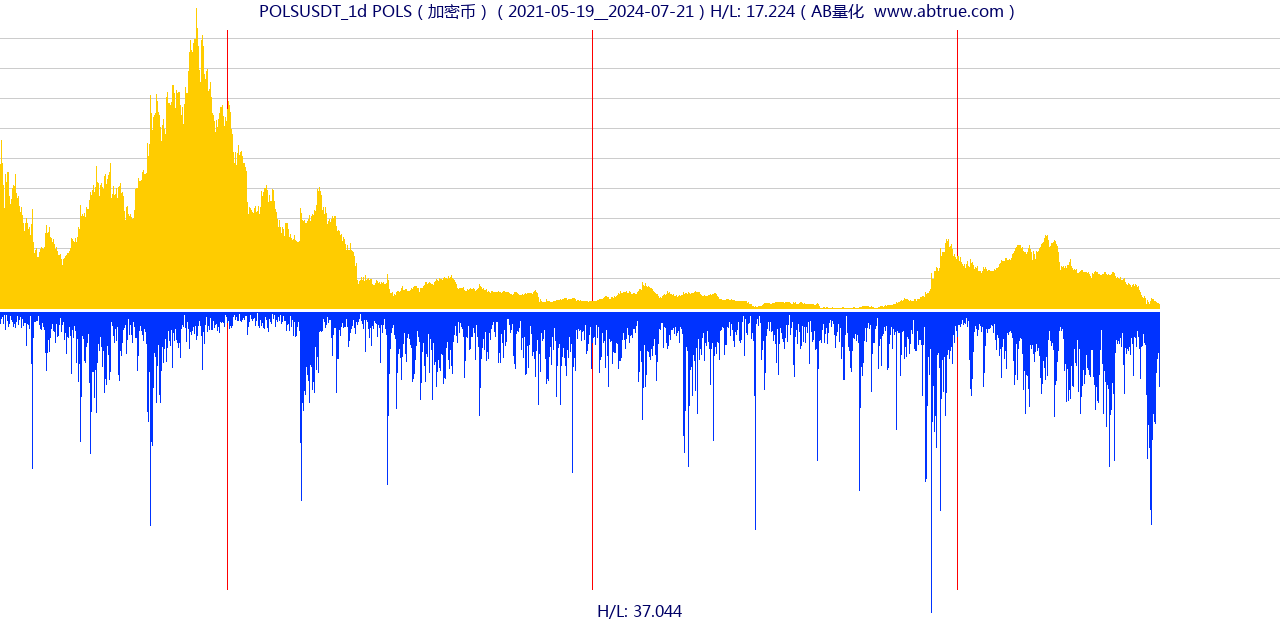 POLSUSDT_1d POLS ( 加密币 ) ( 2021-05-19__2024-07-21 ) H/L: 17.224 ( AB量化  www.abtrue.com )
H/L: 37.044